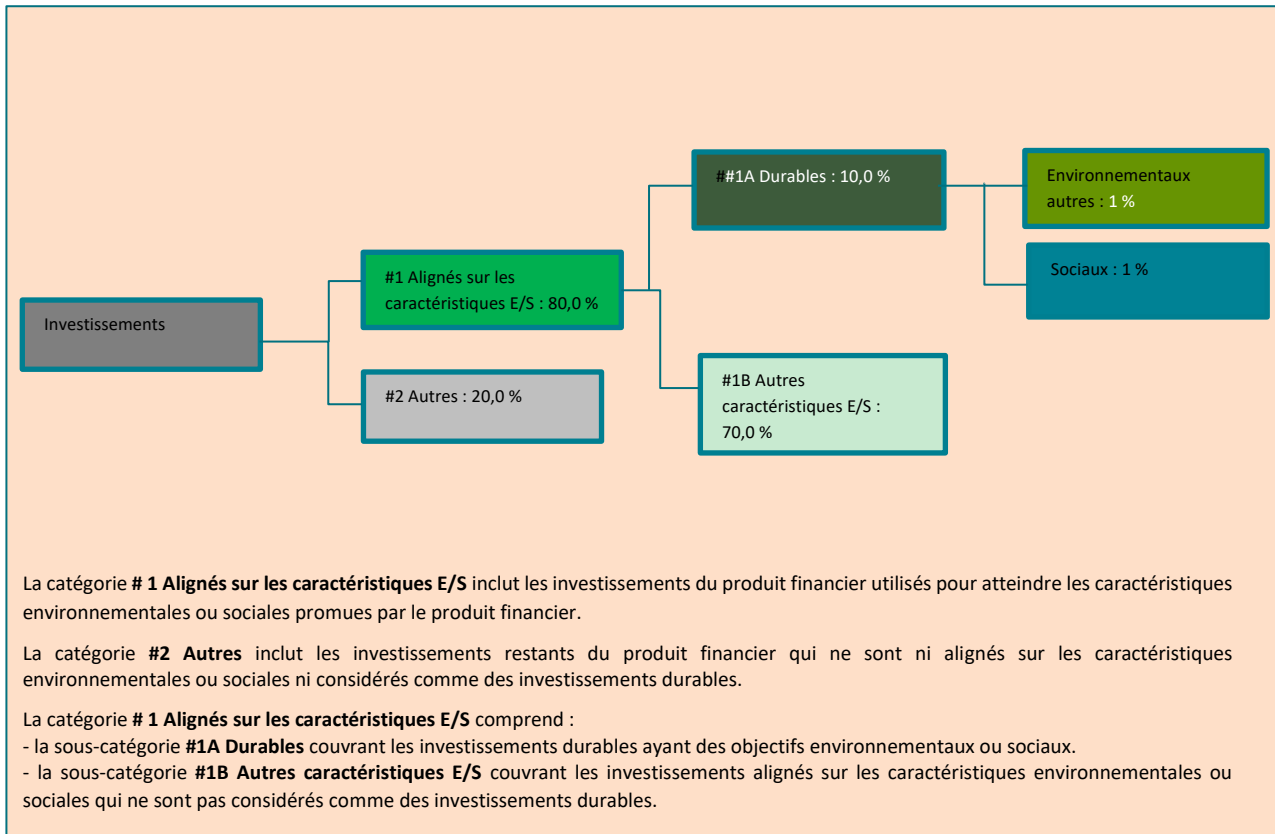 ##1A Durables : 10,0 %
Environnementaux
autres : 1 %
#1 Alignés sur les
caractéristiques E/S : 80,0 %
Sociaux : 1 %
Investissements
#2 Autres : 20,0 %
#1B Autres
caractéristiques E/S :
70,0 %
La catégorie # 1 Alignés sur les caractéristiques E/S inclut les investissements du produit financier utilisés pour atteindre les caractéristiques
environnementales ou sociales promues par le produit financier.
La catégorie #2 Autres inclut les investissements restants du produit financier qui ne sont ni alignés sur les caractéristiques
environnementales ou sociales ni considérés comme des investissements durables.
La catégorie # 1 Alignés sur les caractéristiques E/S comprend :
- la sous-catégorie #1A Durables couvrant les investissements durables ayant des objectifs environnementaux ou sociaux.
- la sous-catégorie #1B Autres caractéristiques E/S couvrant les investissements alignés sur les caractéristiques environnementales ou
sociales qui ne sont pas considérés comme des investissements durables.